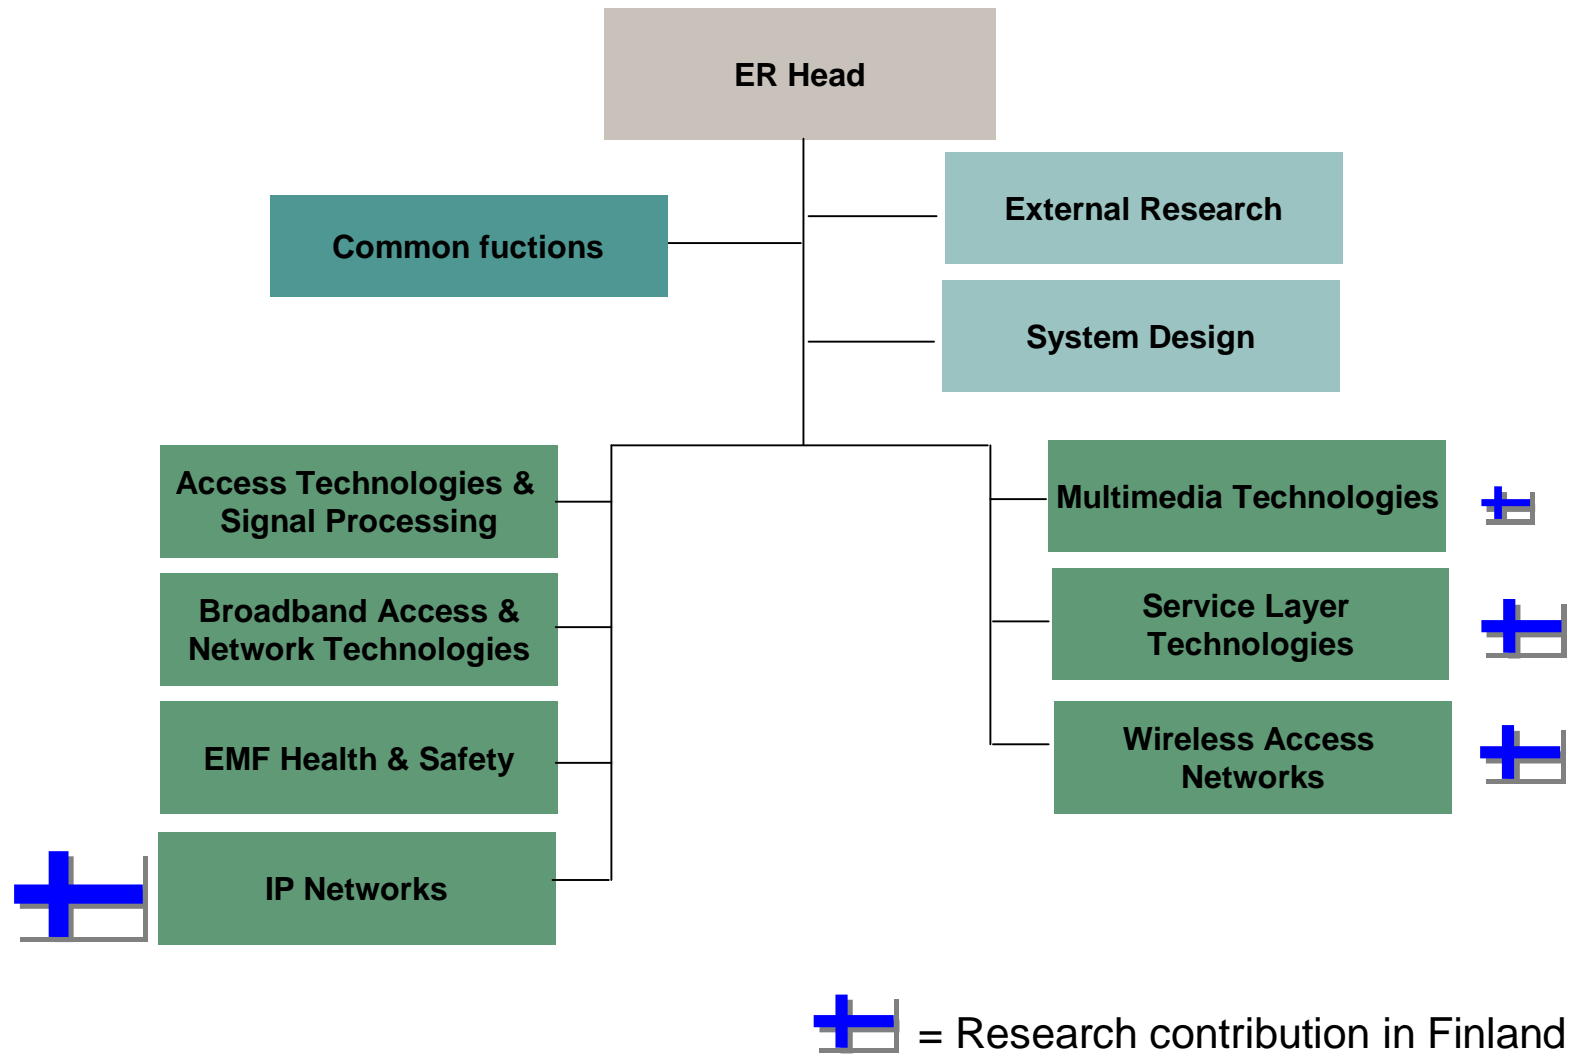 ER Head
External Research
Common fuctions
System Design
Access Technologies &
Signal Processing
Broadband Access &
Network Technologies
EMF Health & Safety
IP Networks
Multimedia Technologies
Service Layer
Technologies
Wireless Access
Networks
= Research contribution in Finland